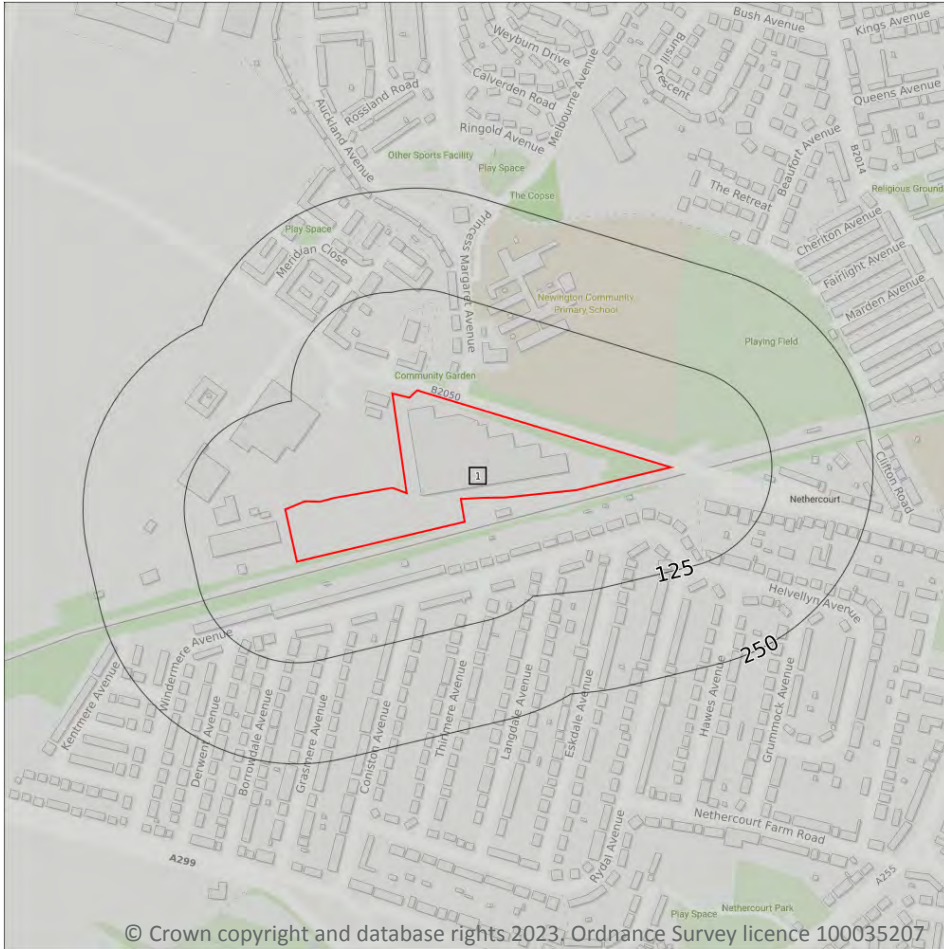 Bush Avenue
Kings Avenue
Weyburn Drive
Bursill Crescent
Melbourne Avenue
Calverden Road
Rossland Road
Queens Avenue
Auckland Avenue
Ringold Avenue
Beaufort Avenue
B2014
Other Sports Facility
Play Space
The Copse
The Retreat
Religious Ground
Play Space
Princess Margaret Avenue
Cheriton Avenue
Meridian Close
Fairlight Avenue
Newington Community
Primary School
Marden Avenue
Playing Field
Community Garden
B2050
1
Clifton Road
Nethercourt
125
Helvellyn Avenue
250
Windermere Avenue
Kentmere Avenue
Derwent Avenue
Borrowdale Avenue
Grasmere Avenue
Coniston Avenue
Thirlmere Avenue
Langdale Avenue
Eskdale Avenue
Hawes Avenue
Grummock Avenue
Nethercourt Farm Road
Rydal Avenue
A299
A255
Nethercourt Park
Play Space
© Crown copyright and database rights 2023. Ordnance Survey licence 100035207